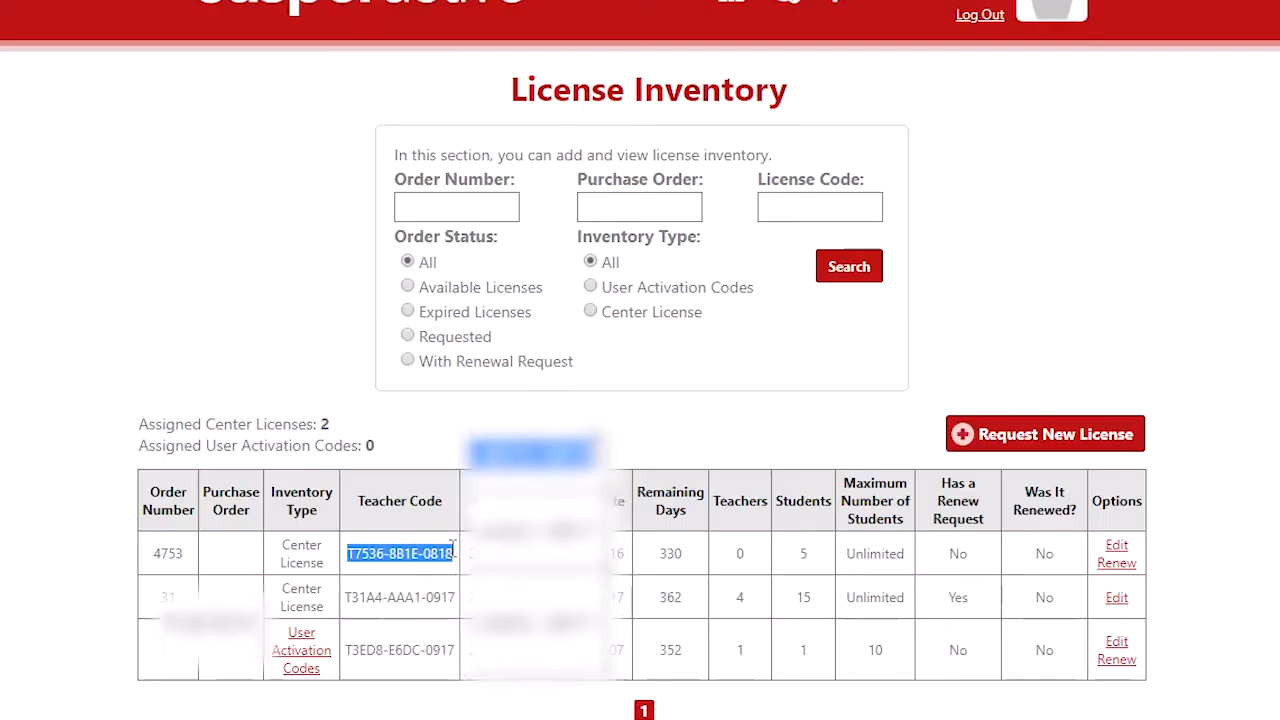 Log Out
License Inventory
In this section, you can add and view license inventory.
Order Number: Purchase Order: License Code:
Order Status: Inventory Type:
All All
Available Licenses User Activation Codes
Expired Licenses Center License
Requested
With Renewal Request
Search
Assigned Center Licenses: 2
Assigned User Activation Codes: 0
Request New License
Order Number Purchase Order Inventory Type Teacher Code Remaining Days Teachers Students Maximum Number of Students Has a Renew Request Was It Renewed? Options
4753 Center License T7536-8B1E-0818 16 330 0 5 Unlimited No No Edit Renew
31 Center License T31A4-AAA1-0917 17 362 4 15 Unlimited Yes No Edit
User Activation Codes T3ED8-E6DC-0917 07 352 1 1 10 No No Edit Renew
1